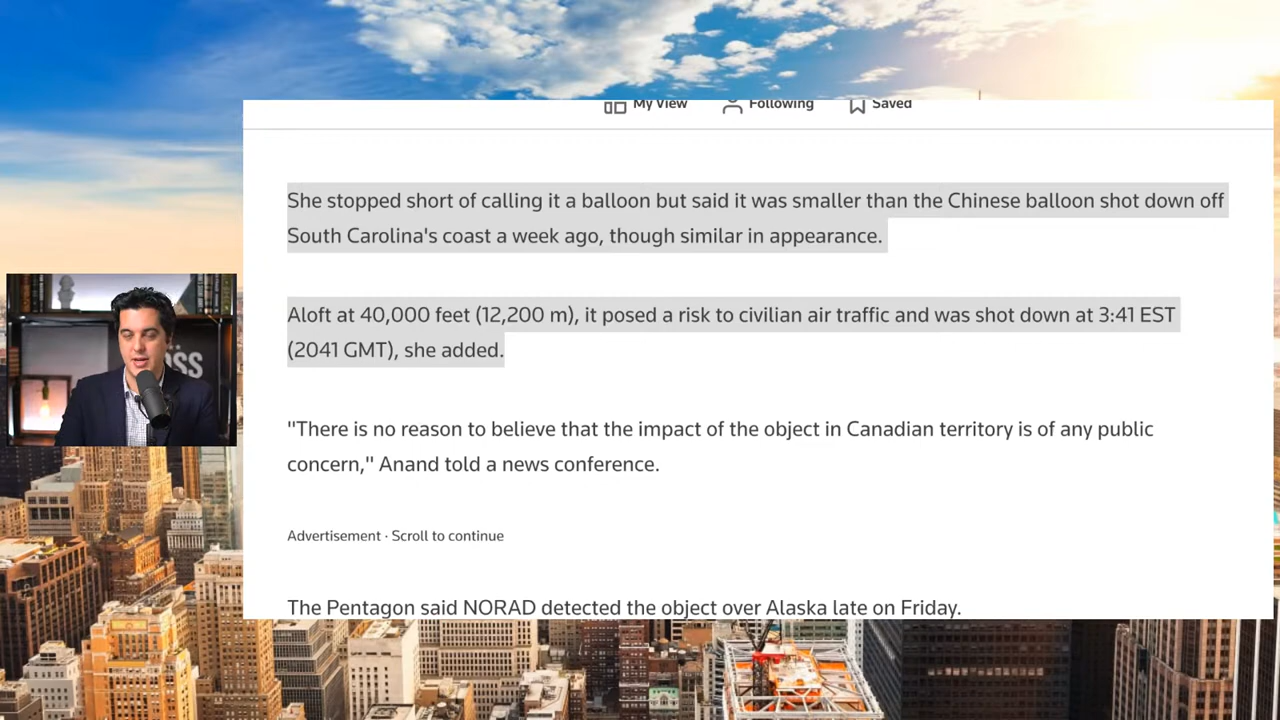 My View Following Saved
She stopped short of calling it a balloon but said it was smaller than the Chinese balloon shot down off
South Carolina's coast a week ago, though similar in appearance.
Aloft at 40,000 feet (12,200 m), it posed a risk to civilian air traffic and was shot down at 3:41 EST
(2041 GMT), she added.
"There is no reason to believe that the impact of the object in Canadian territory is of any public
concern," Anand told a news conference.
Advertisement · Scroll to continue
The Pentagon said NORAD detected the object over Alaska late on Friday.